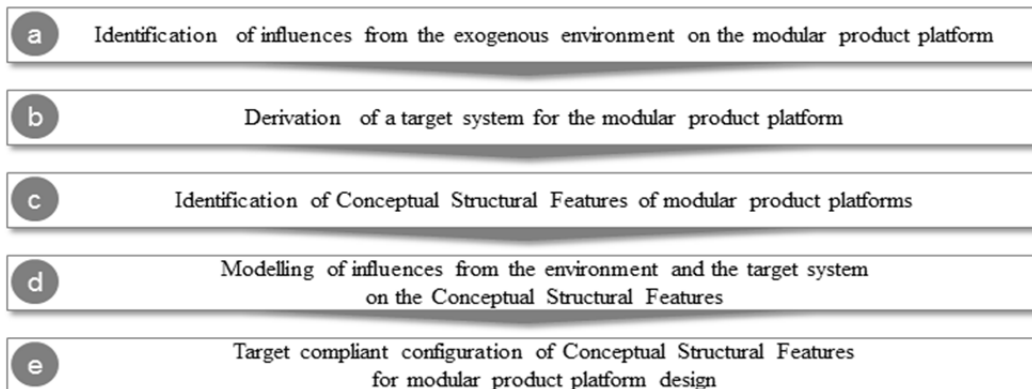 a Identification of influences from the exogenous environment on the modular product platform
b Derivation of a target system for the modular product platform
c Identification of Conceptual Structural Features of modular product platforms
d Modelling of influences from the environment and the target system
on the Conceptual Structural Features
e Target compliant configuration of Conceptual Structural Features
for modular product platform design